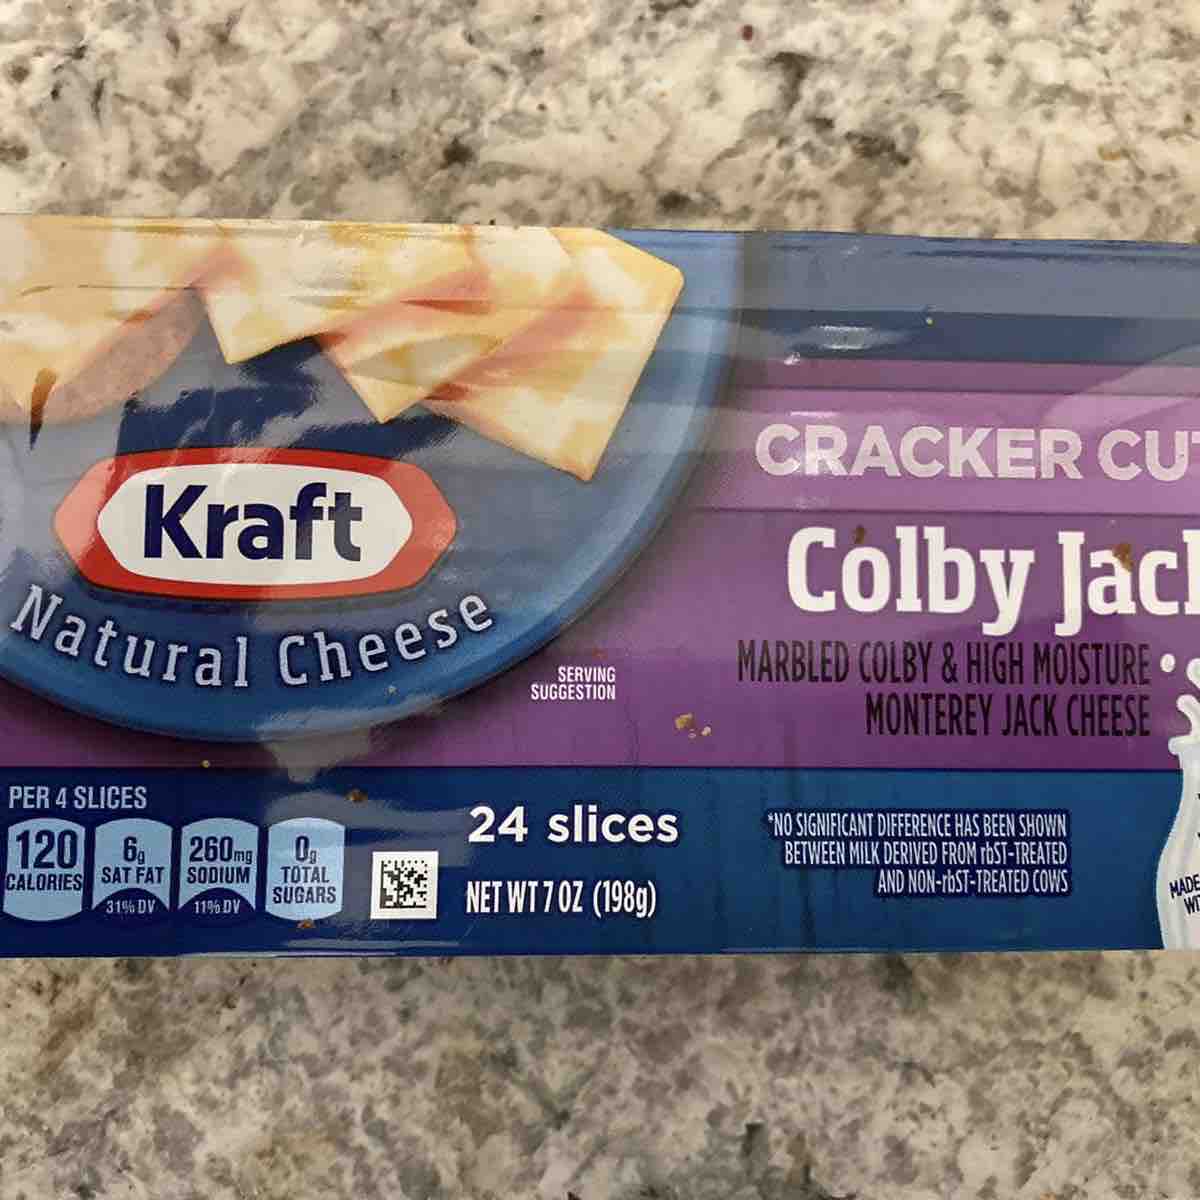 Kraft
Natural Cheese
CRACKER CU
Colby Jac
MARBLED COLBY & HIGH MOISTURE
MONTEREY JACK CHEESE
SERVING
SUGGESTION
PER 4 SLICES
120
CALORIES
6g
SAT FAT
31% DV
260mg
SODIUM
11% DV
0g
TOTAL
SUGARS
24 slices
NET WT 7 OZ (198g)
*NO SIGNIFICANT DIFFERENCE HAS BEEN SHOWN
BETWEEN MILK DERIVED FROM rbST-TREATED
AND NON-rbST-TREATED COWS
MADE